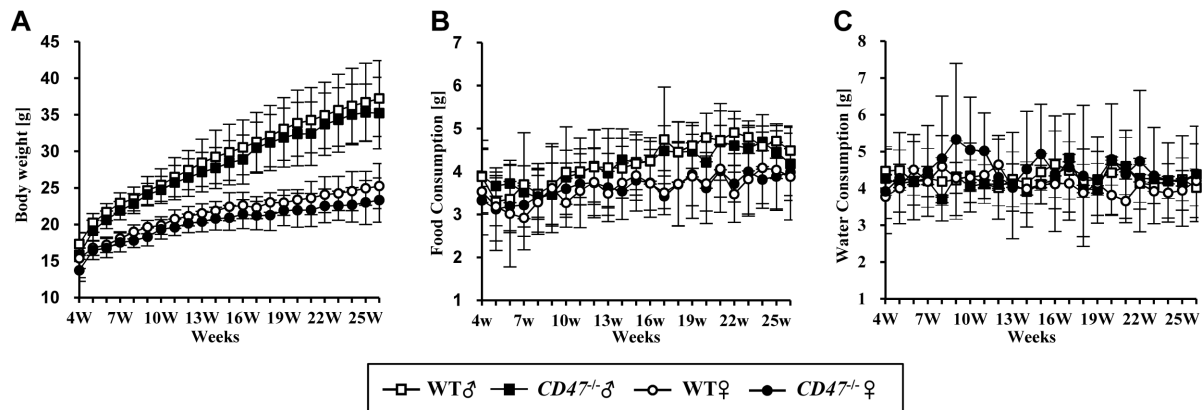 A
Body weight [g]
45
40
35
30
25
20
15
10
4W 7W 10W 13W 16W 19W 22W 25W
Weeks
B
Food Consumption [g]
7
6
5
4
3
2
1
4w 7w 10w 13w 16w 19w 22w 25w
Weeks
C
Water Consumption [g]
8
7
6
5
4
3
2
1
4W 7W 10W 13W 16W 19W 22W 25W
Weeks
WT♂ CD47-/-♂ WT♀ CD47-/-♀